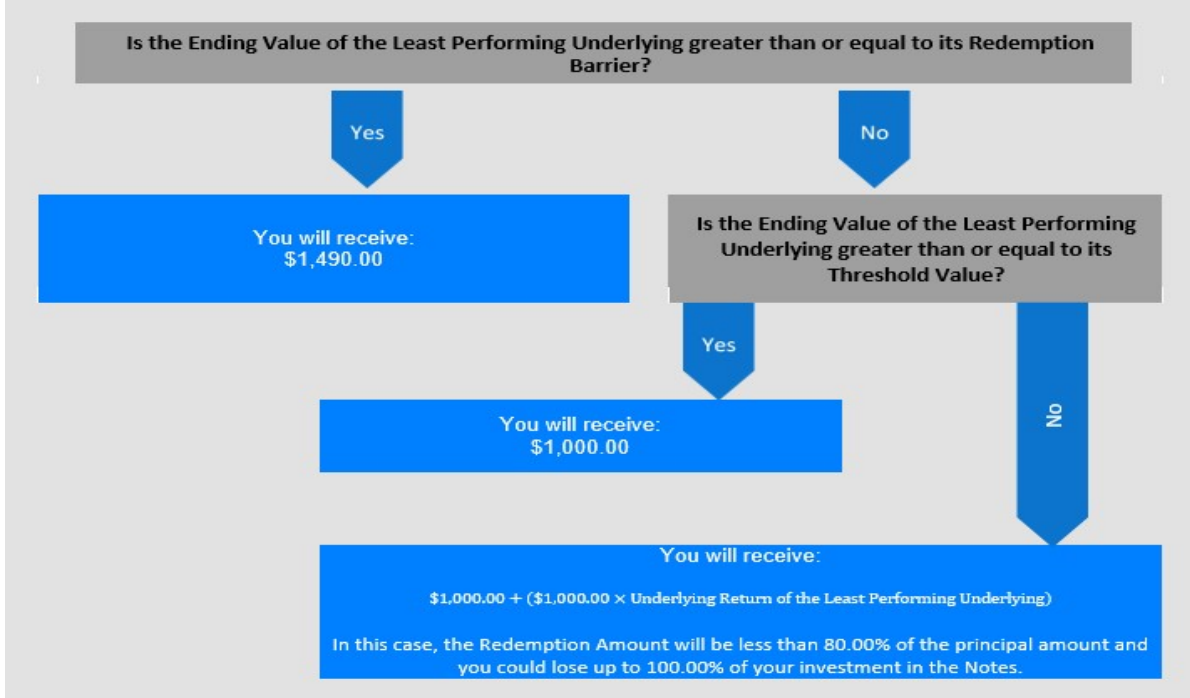 Is the Ending Value of the Least Performing Underlying greater than or equal to its Redemption
Barrier?
Yes
No
You will receive:
$1,490.00
Is the Ending Value of the Least Performing
Underlying greater than or equal to its
Threshold Value?
Yes
No
You will receive:
$1,000.00
You will receive:
$1,000.00 + ($1,000.00 × Underlying Return of the Least Performing Underlying)
In this case, the Redemption Amount will be less than 80.00% of the principal amount and
you could lose up to 100.00% of your investment in the Notes.